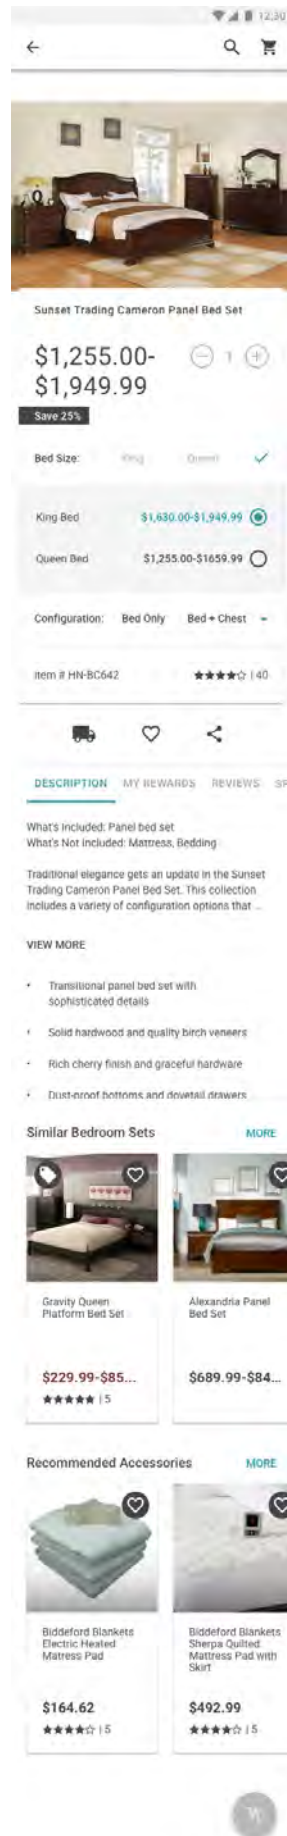 12:30
Sunset Trading Cameron Panel Bed Set
$1,255.00-
$1,949.99
1
Save 25%
Bed Size: King Queen
King Bed $1,630.00-$1,949.99
Queen Bed $1,255.00-$1659.99
Configuration: Bed Only Bed + Chest
Item # HN-BC642 | 40
DESCRIPTION MY REWARDS REVIEWS SP
What's Included: Panel bed set
What's Not Included: Mattress, Bedding
Traditional elegance gets an update in the Sunset
Trading Cameron Panel Bed Set. This collection
includes a variety of configuration options that ...
VIEW MORE
• Transitional panel bed set with
sophisticated details
• Solid hardwood and quality birch veneers
• Rich cherry finish and graceful hardware
• Dust-proof bottoms and dovetail drawers
Similar Bedroom Sets MORE
Gravity Queen
Platform Bed Set
$229.99-$85...
| 5
Alexandria Panel
Bed Set
$689.99-$84...
Recommended Accessories MORE
Biddeford Blankets
Electric Heated
Matress Pad
$164.62
| 5
Biddeford Blankets
Sherpa Quilted
Mattress Pad with
Skirt
$492.99
| 5